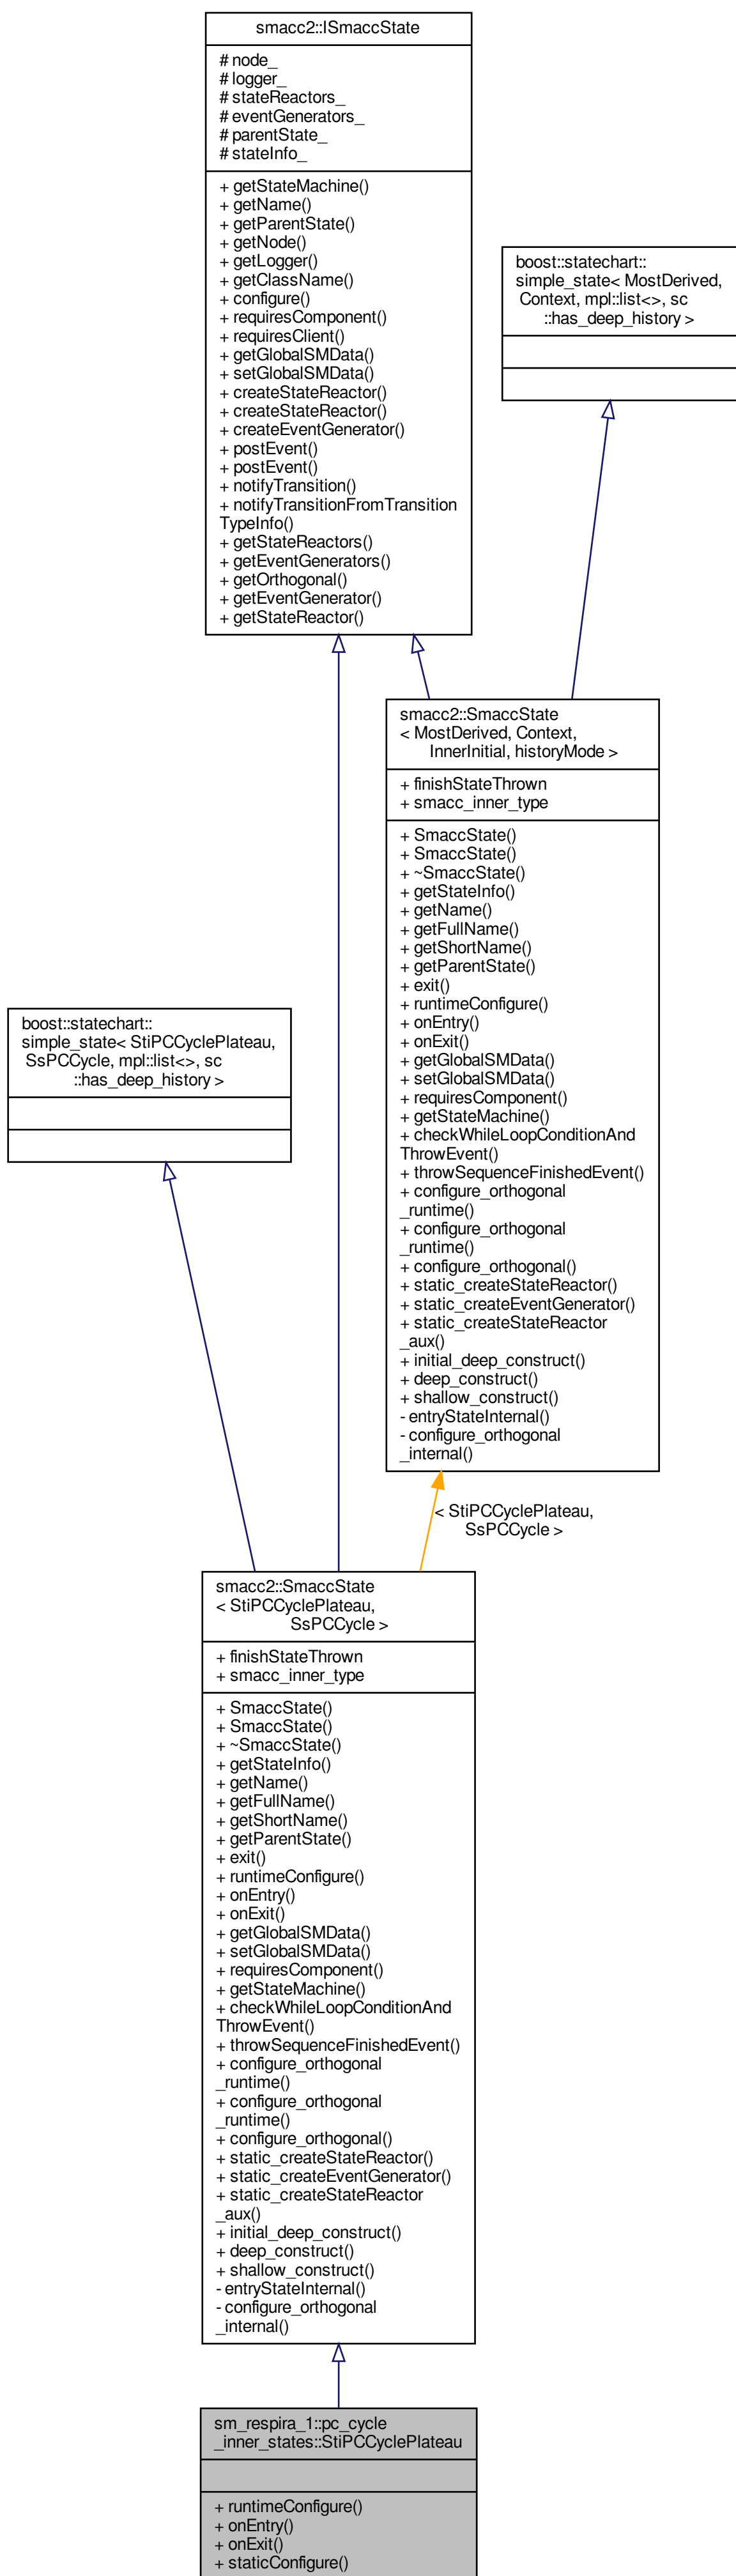 smacc2::ISmaccState
# node_
# logger_
# stateReactors_
# eventGenerators_
# parentState_
# stateInfo_
+ getStateMachine()
+ getName()
+ getParentState()
+ getNode()
+ getLogger()
+ getClassName()
+ configure()
+ requiresComponent()
+ requiresClient()
+ getGlobalSMData()
+ setGlobalSMData()
+ createStateReactor()
+ createStateReactor()
+ createEventGenerator()
+ postEvent()
+ postEvent()
+ notifyTransition()
+ notifyTransitionFromTransition
TypeInfo()
+ getStateReactors()
+ getEventGenerators()
+ getOrthogonal()
+ getEventGenerator()
+ getStateReactor()
boost::statechart::
simple_state< MostDerived,
Context, mpl::list<>, sc
::has_deep_history >
smacc2::SmaccState
< MostDerived, Context,
InnerInitial, historyMode >
+ finishStateThrown
+ smacc_inner_type
+ SmaccState()
+ SmaccState()
+ ~SmaccState()
+ getStateInfo()
+ getName()
+ getFullName()
+ getShortName()
+ getParentState()
+ exit()
+ runtimeConfigure()
+ onEntry()
+ onExit()
+ getGlobalSMData()
+ setGlobalSMData()
+ requiresComponent()
+ getStateMachine()
+ checkWhileLoopConditionAnd
ThrowEvent()
+ throwSequenceFinishedEvent()
+ configure_orthogonal
_runtime()
+ configure_orthogonal
_runtime()
+ configure_orthogonal()
+ static_createStateReactor()
+ static_createEventGenerator()
+ static_createStateReactor
_aux()
+ initial_deep_construct()
+ deep_construct()
+ shallow_construct()
- entryStateInternal()
- configure_orthogonal
_internal()
boost::statechart::
simple_state< StiPCCyclePlateau,
SsPCCycle, mpl::list<>, sc
::has_deep_history >
< StiPCCyclePlateau,
SsPCCycle >
smacc2::SmaccState
< StiPCCyclePlateau,
SsPCCycle >
+ finishStateThrown
+ smacc_inner_type
+ SmaccState()
+ SmaccState()
+ ~SmaccState()
+ getStateInfo()
+ getName()
+ getFullName()
+ getShortName()
+ getParentState()
+ exit()
+ runtimeConfigure()
+ onEntry()
+ onExit()
+ getGlobalSMData()
+ setGlobalSMData()
+ requiresComponent()
+ getStateMachine()
+ checkWhileLoopConditionAnd
ThrowEvent()
+ throwSequenceFinishedEvent()
+ configure_orthogonal
_runtime()
+ configure_orthogonal
_runtime()
+ configure_orthogonal()
+ static_createStateReactor()
+ static_createEventGenerator()
+ static_createStateReactor
_aux()
+ initial_deep_construct()
+ deep_construct()
+ shallow_construct()
- entryStateInternal()
- configure_orthogonal
_internal()
sm_respira_1::pc_cycle
_inner_states::StiPCCyclePlateau
+ runtimeConfigure()
+ onEntry()
+ onExit()
+ staticConfigure()